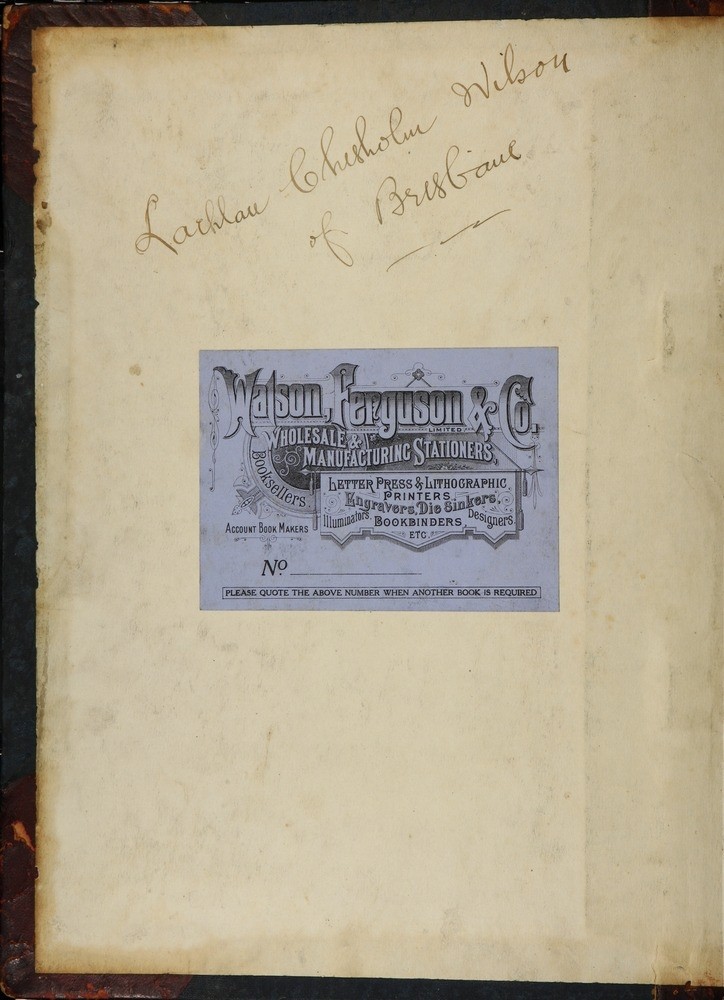 Lachlan Chisholm Wilson
of Brisbane
Watson, Ferguson & Co.
LIMITED
WHOLESALE &
MANUFACTURING STATIONERS,
Booksellers.
LETTER PRESS & LITHOGRAPHIC
PRINTERS
Engravers, Die Sinkers,
Illuminators, BOOKBINDERS, Designers,
ETC
ACCOUNT BOOK MAKERS
No.
PLEASE QUOTE THE ABOVE NUMBER WHEN ANOTHER BOOK IS REQUIRED